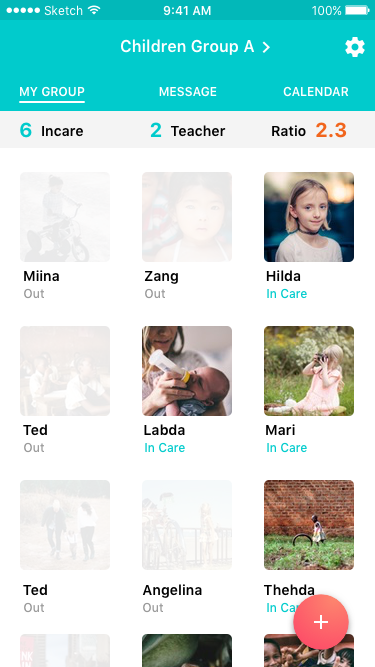 Sketch 9:41 AM 100%
Children Group A
MY GROUP MESSAGE CALENDAR
6 Incare 2 Teacher Ratio 2.3
Miina Zang Hilda
Out Out In Care
Ted Labda Mari
Out In Care In Care
Ted Angelina Thehda
Out Out In Ca
+